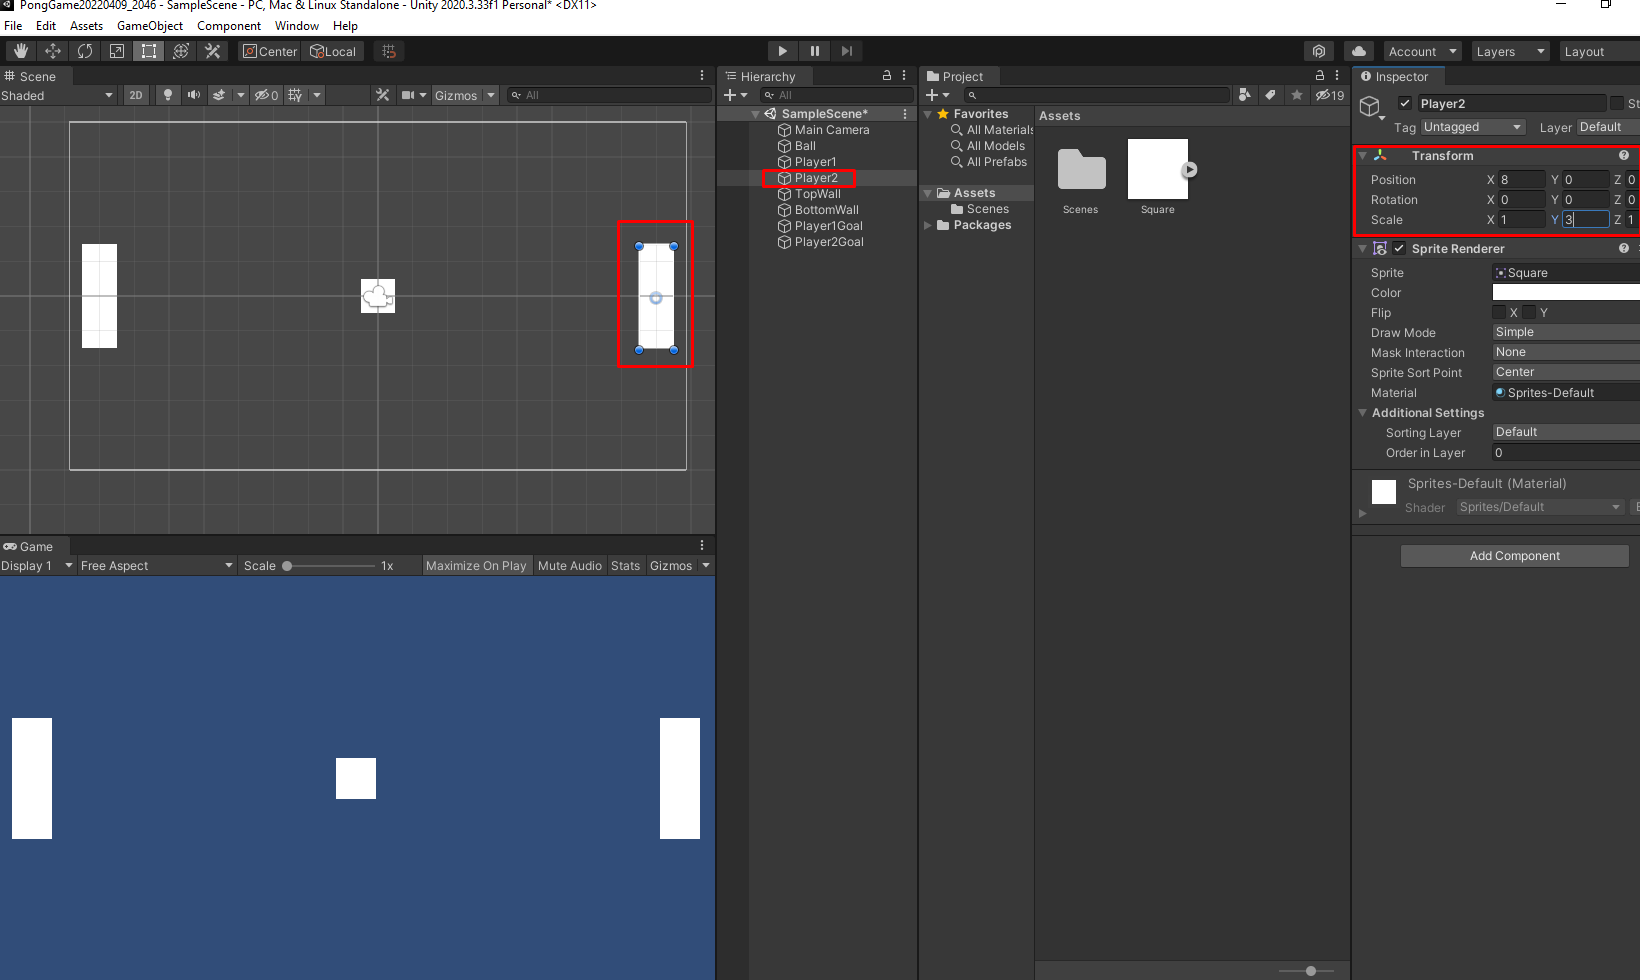 PongGame20220409_2046 - SampleScene - PC, Mac & Linux Standalone - Unity 2020.3.33f1 Personal* <DX11>
File Edit Assets GameObject Component Window Help
Center Local Account Layers Layout
Scene
Shaded 2D 0 Gizmos All
Hierarchy
All
SampleScene*
Main Camera
Ball
Player1
Player2
TopWall
BottomWall
Player1Goal
Player2Goal
Project
19
Favorites
All Materials
All Models
All Prefabs
Assets
Scenes
Packages
Assets
Scenes
Square
Inspector
Player2 St
Tag Untagged Layer Default
Transform
Position X 8 Y 0 Z 0
Rotation X 0 Y 0 Z 0
Scale X 1 Y 3 Z 1
Sprite Renderer
Sprite Square
Color
Flip X Y
Draw Mode Simple
Mask Interaction None
Sprite Sort Point Center
Material Sprites-Default
Additional Settings
Sorting Layer Default
Order in Layer 0
Sprites-Default (Material)
Shader Sprites/Default E
Add Component
Game
Display 1 Free Aspect Scale 1x Maximize On Play Mute Audio Stats Gizmos